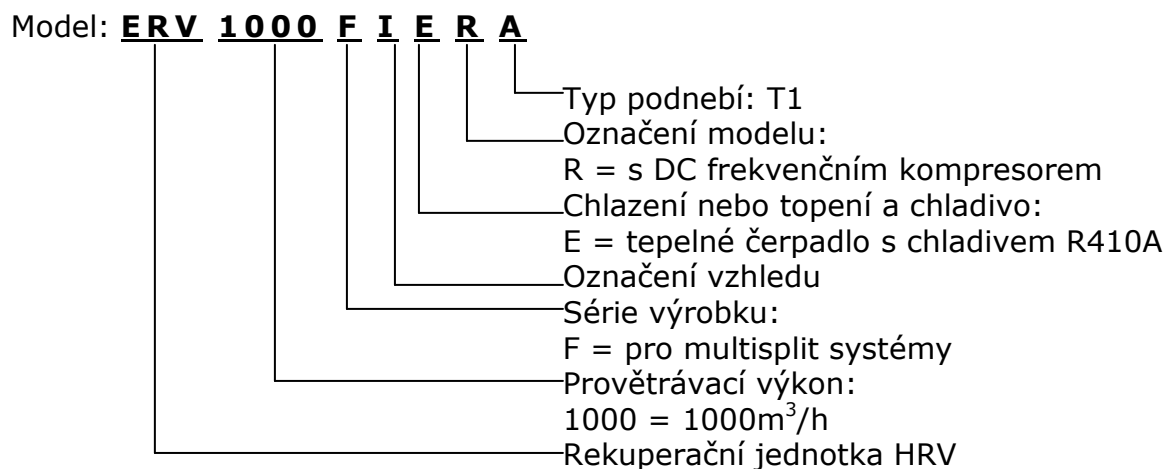 Model: ERV 1000 F I E R A
Typ podnebí: T1
Označení modelu:
R = s DC frekvenčním kompresorem
Chlazení nebo topení a chladivo:
E = tepelné čerpadlo s chladivem R410A
Označení vzhledu
Série výrobku:
F = pro multisplit systémy
Provětrávací výkon:
1000 = 1000m³/h
Rekuperační jednotka HRV